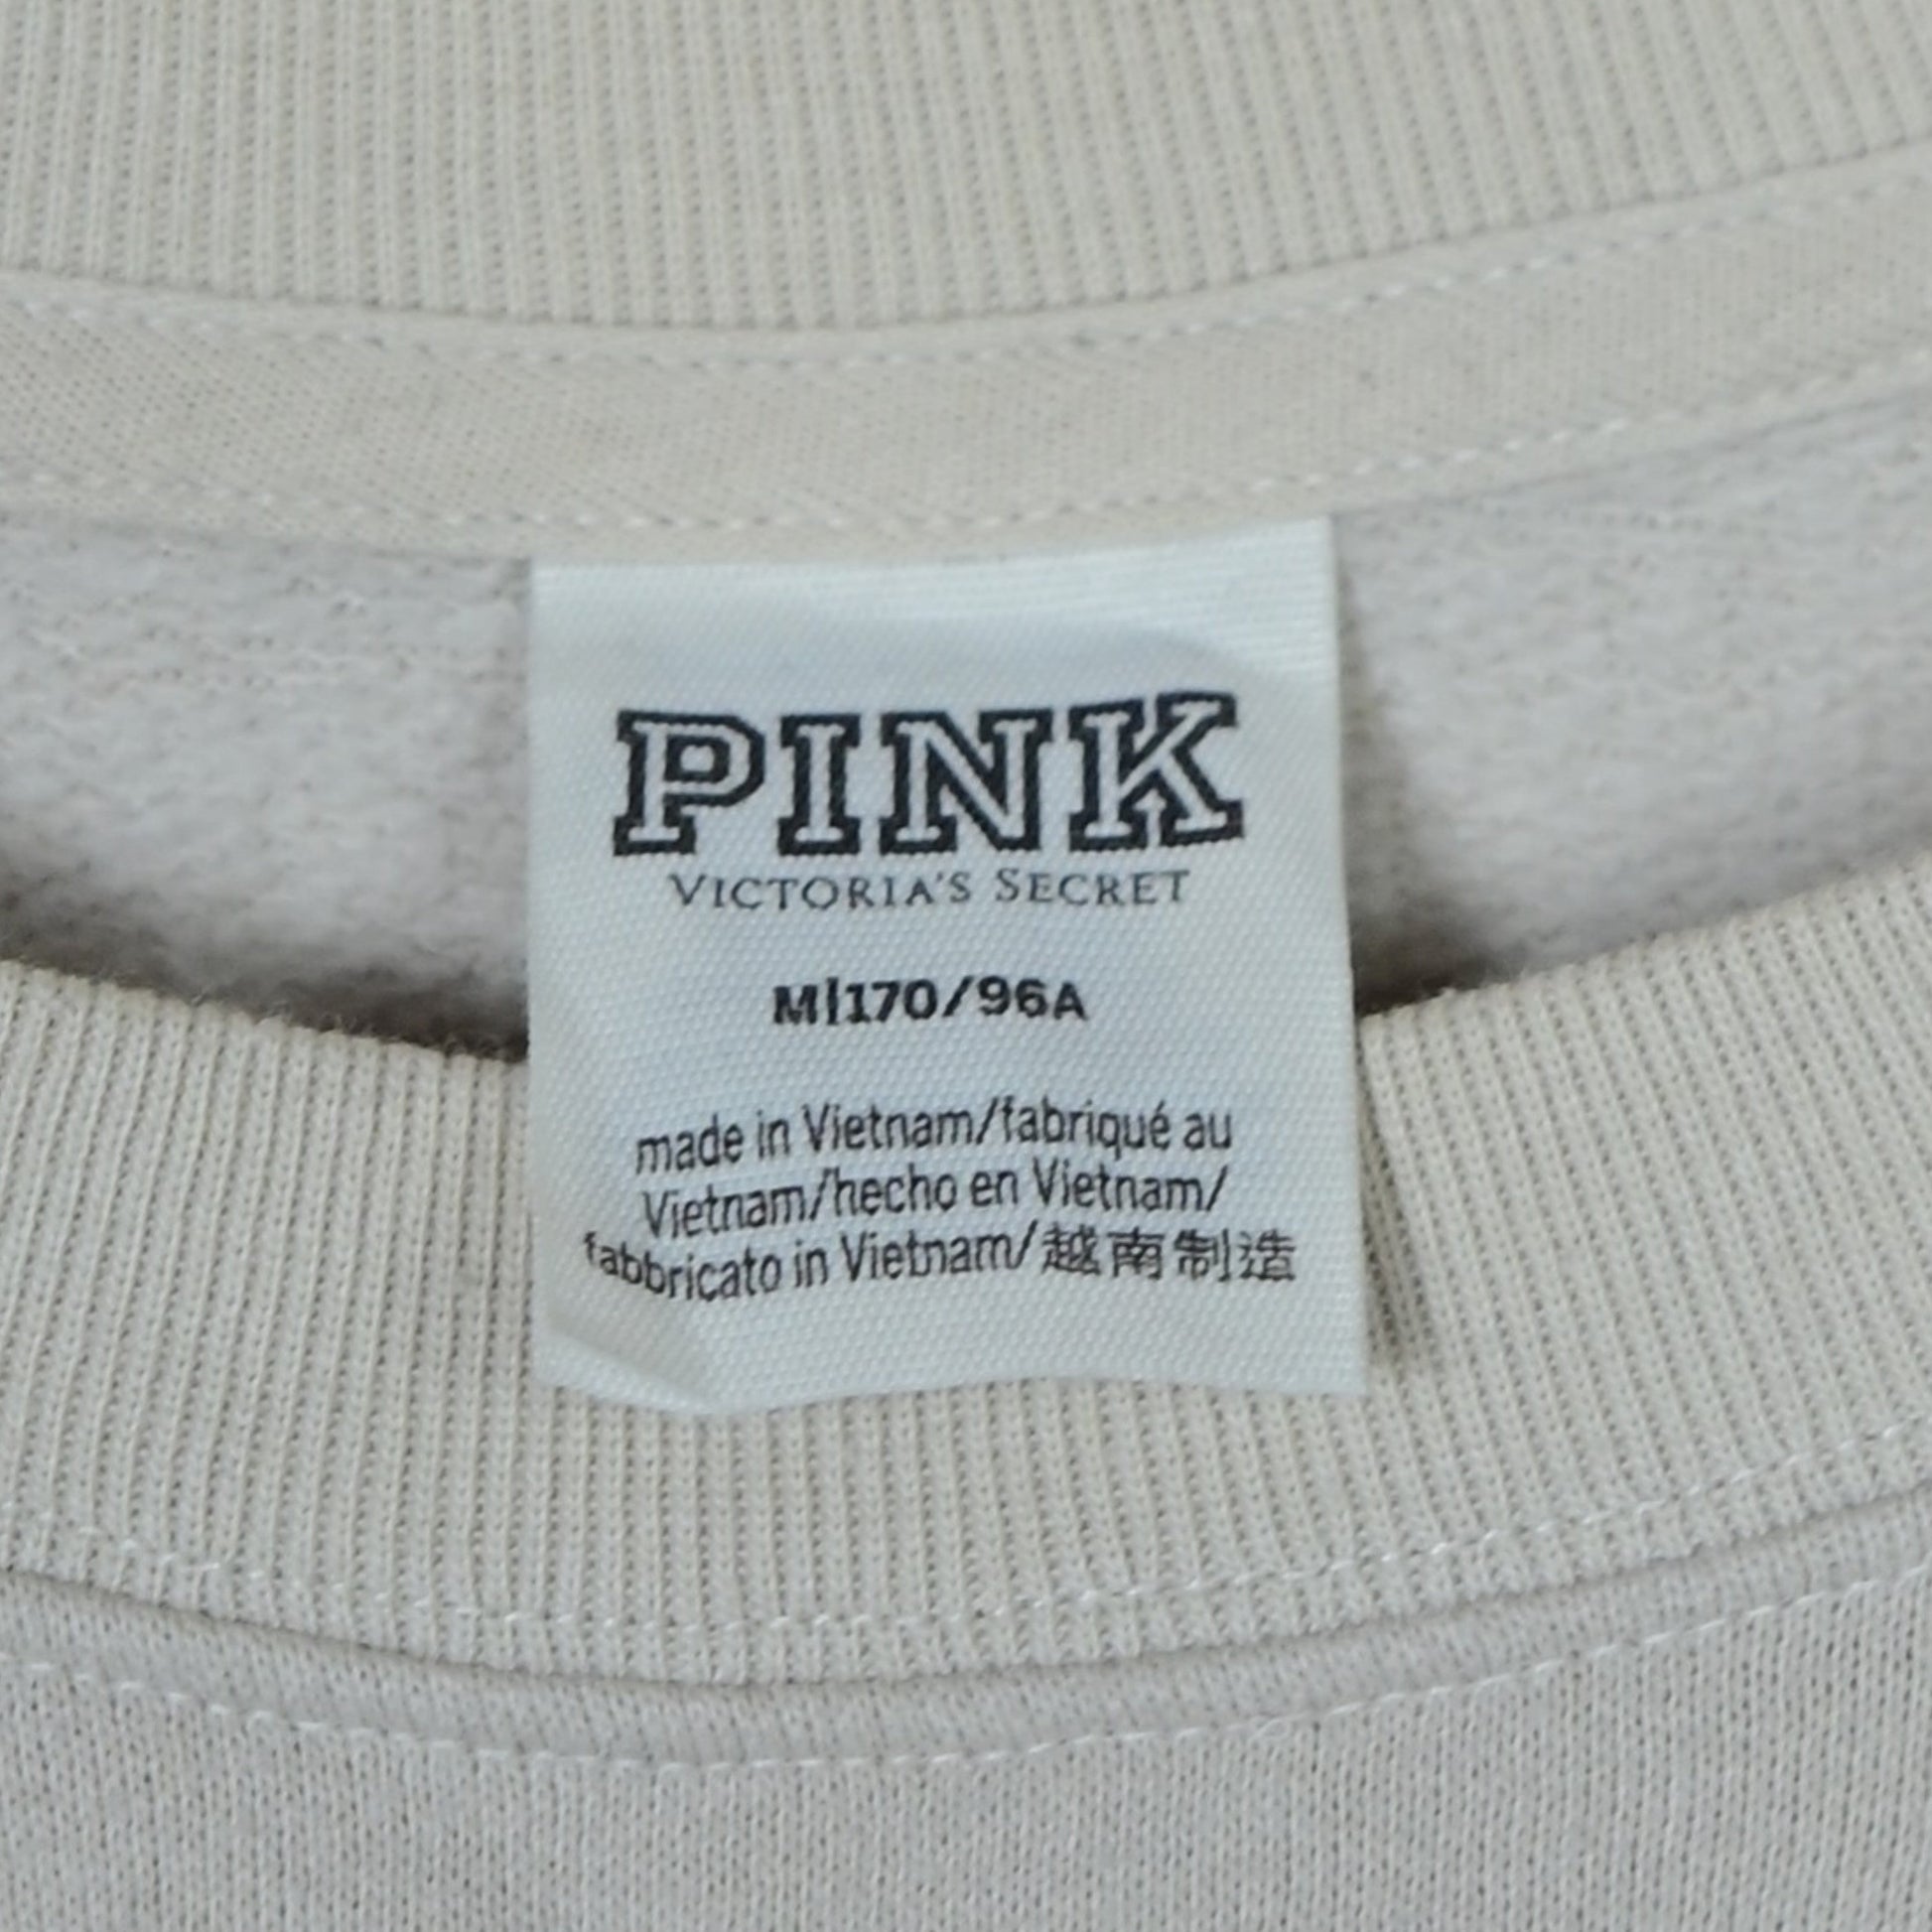 PINK
VICTORIA'S SECRET
M|170/96A
made in Vietnam/fabriqué au
Vietnam/hecho en Vietnam/
fabbricato in Vietnam/越南制造